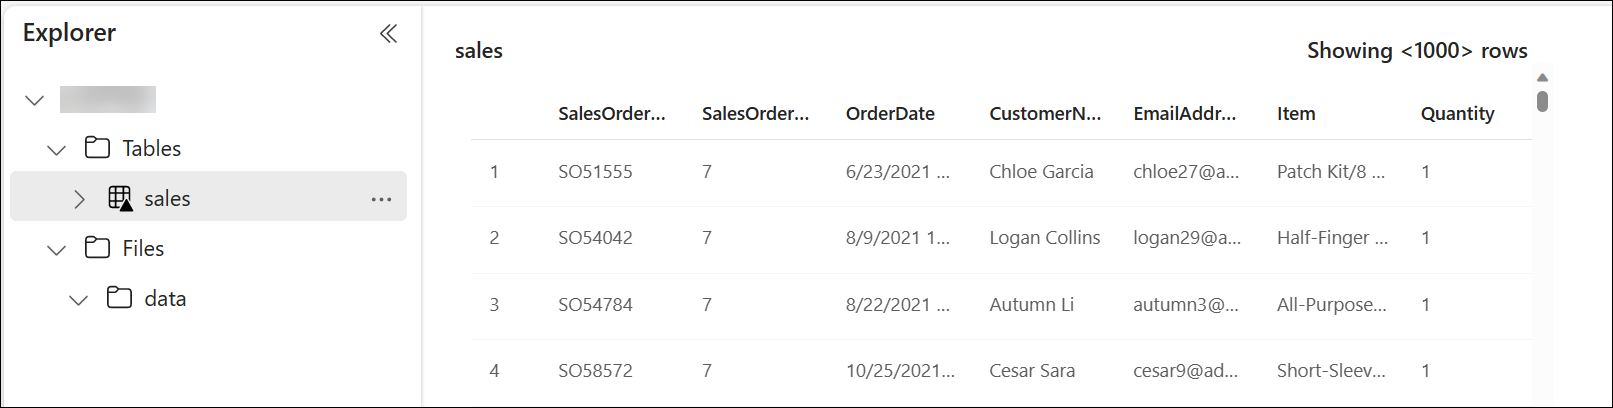 Explorer
Tables
sales
Files
data
sales
Showing <1000> rows
SalesOrder... SalesOrder... OrderDate CustomerN... EmailAddr... Item Quantity
1 SO51555 7 6/23/2021 ... Chloe Garcia chloe27@a... Patch Kit/8 ... 1
2 SO54042 7 8/9/2021 1... Logan Collins logan29@a... Half-Finger ... 1
3 SO54784 7 8/22/2021 ... Autumn Li autumn3@... All-Purpose... 1
4 SO58572 7 10/25/2021... Cesar Sara cesar9@ad... Short-Sleev... 1